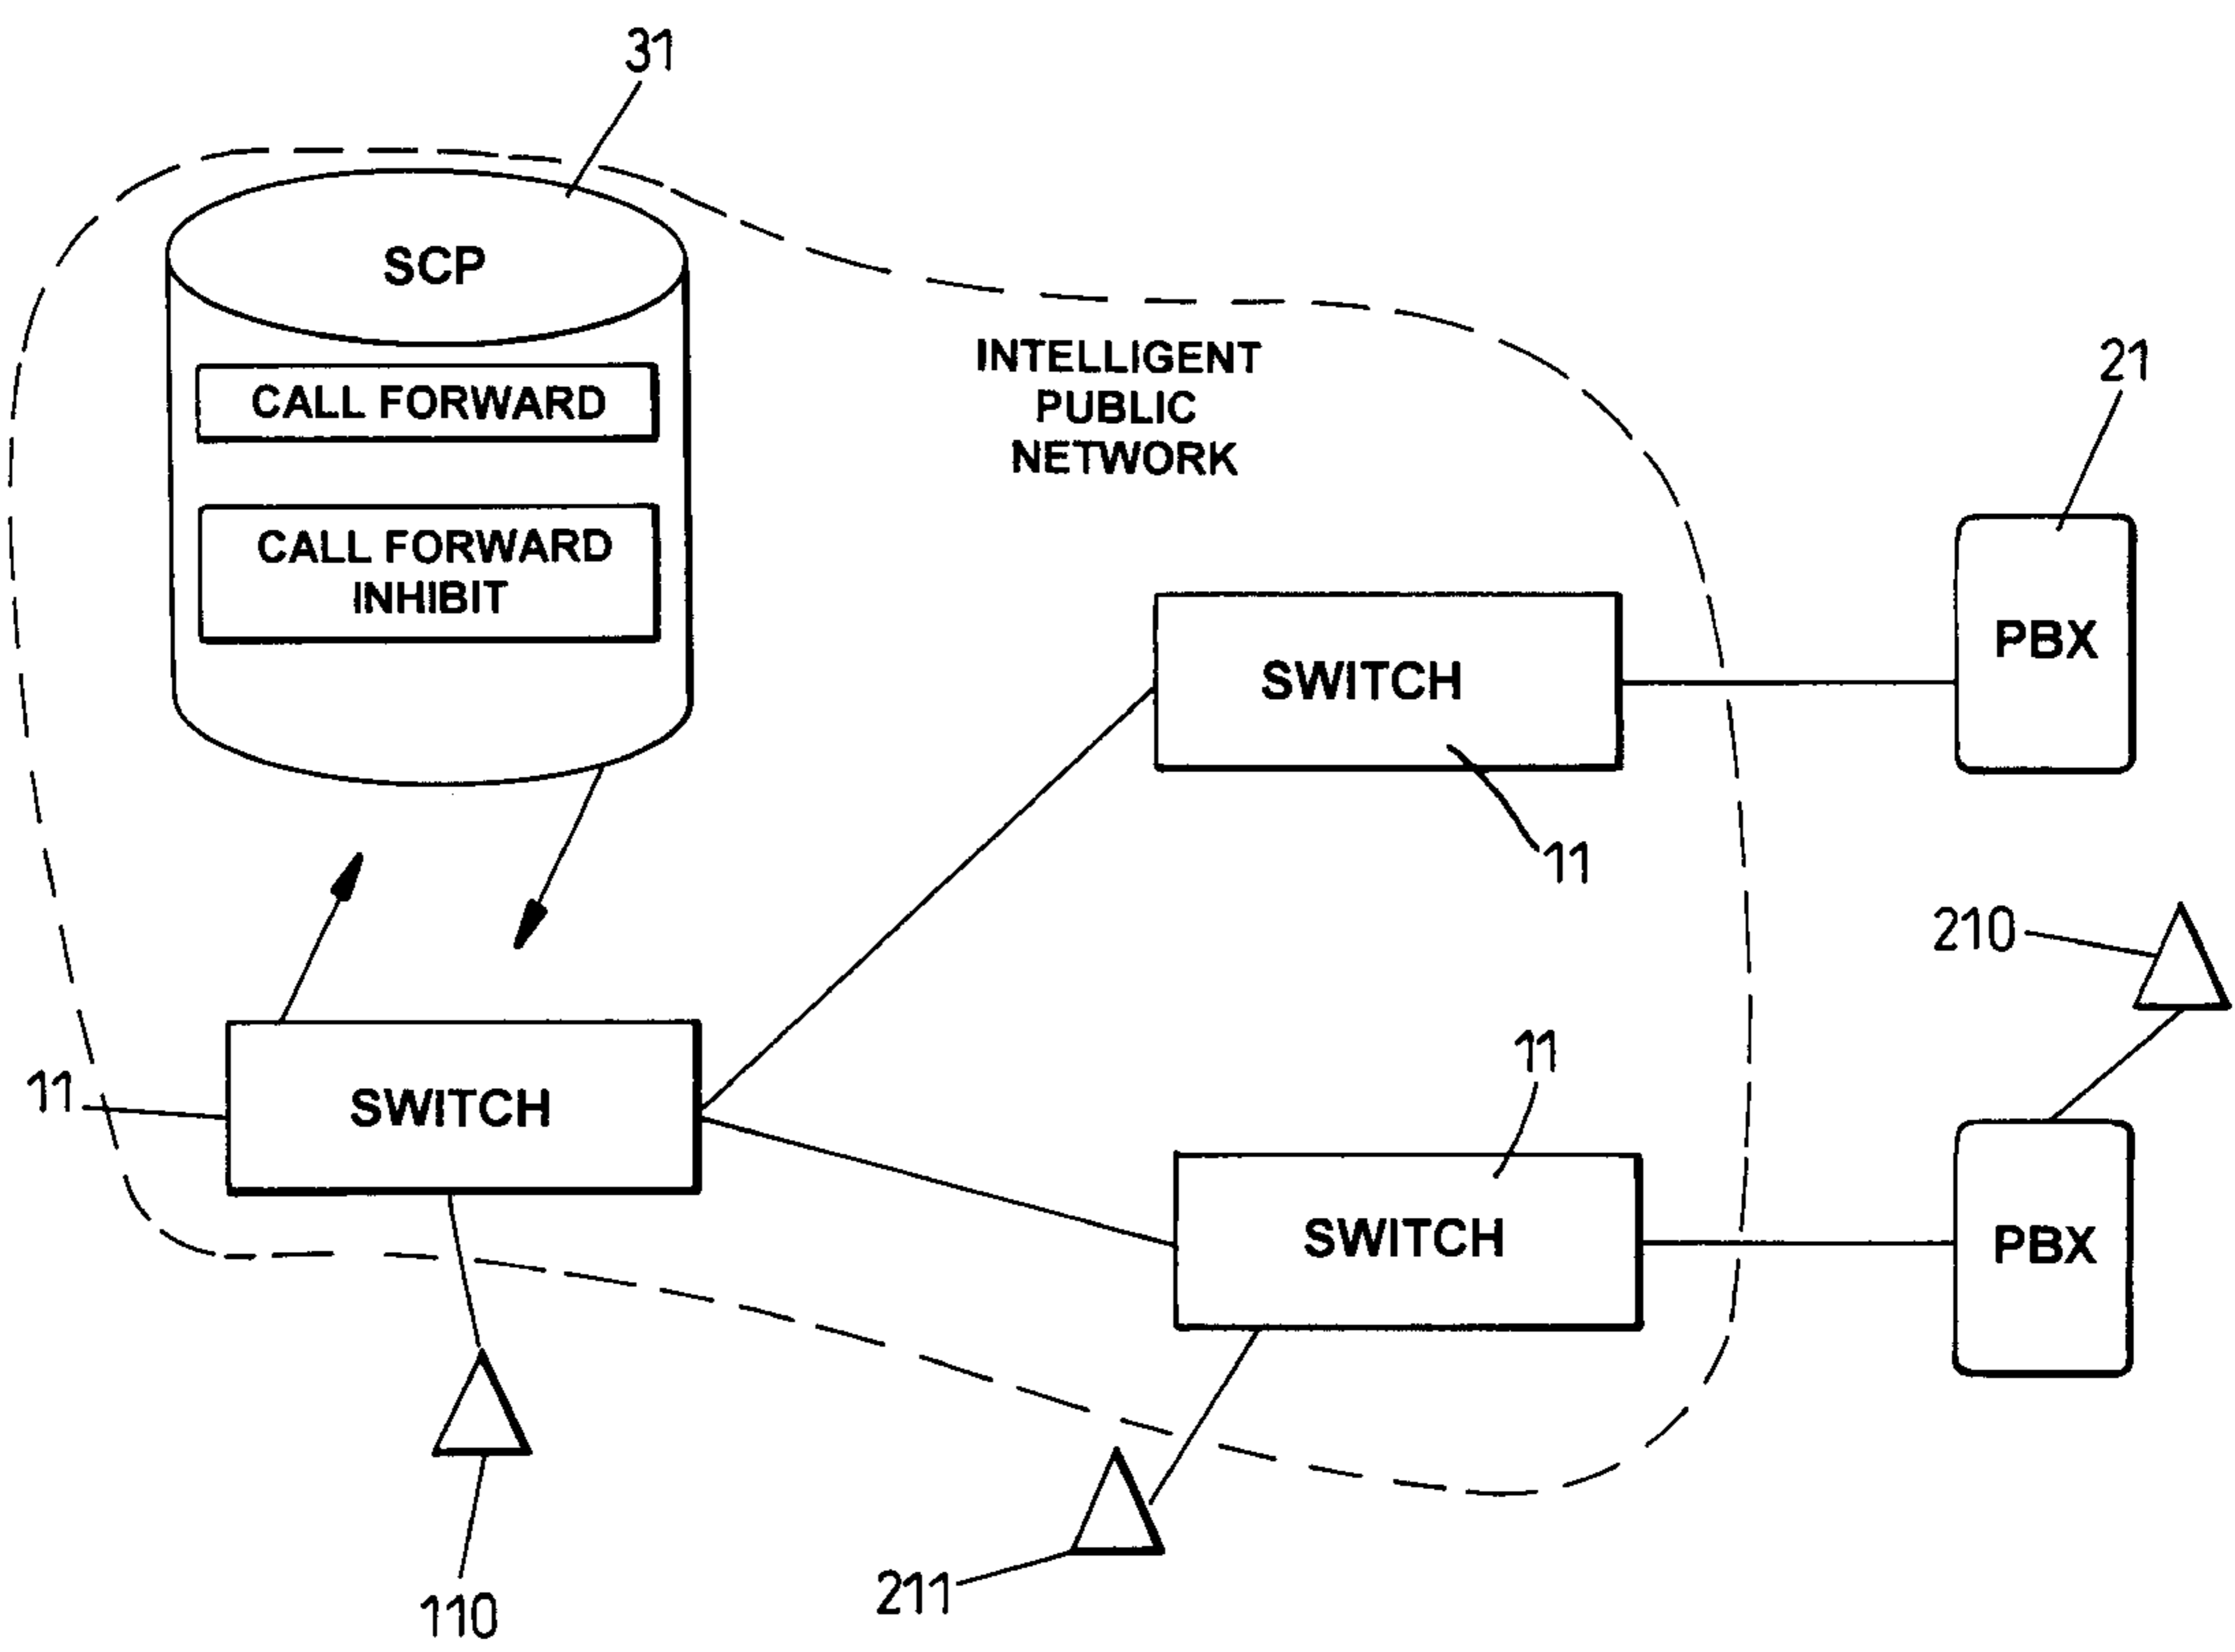 31
SCP
CALL FORWARD
CALL FORWARD
INHIBIT
INTELLIGENT
PUBLIC
NETWORK
21
PBX
SWITCH
11
210
11
SWITCH
11
SWITCH
PBX
110
211